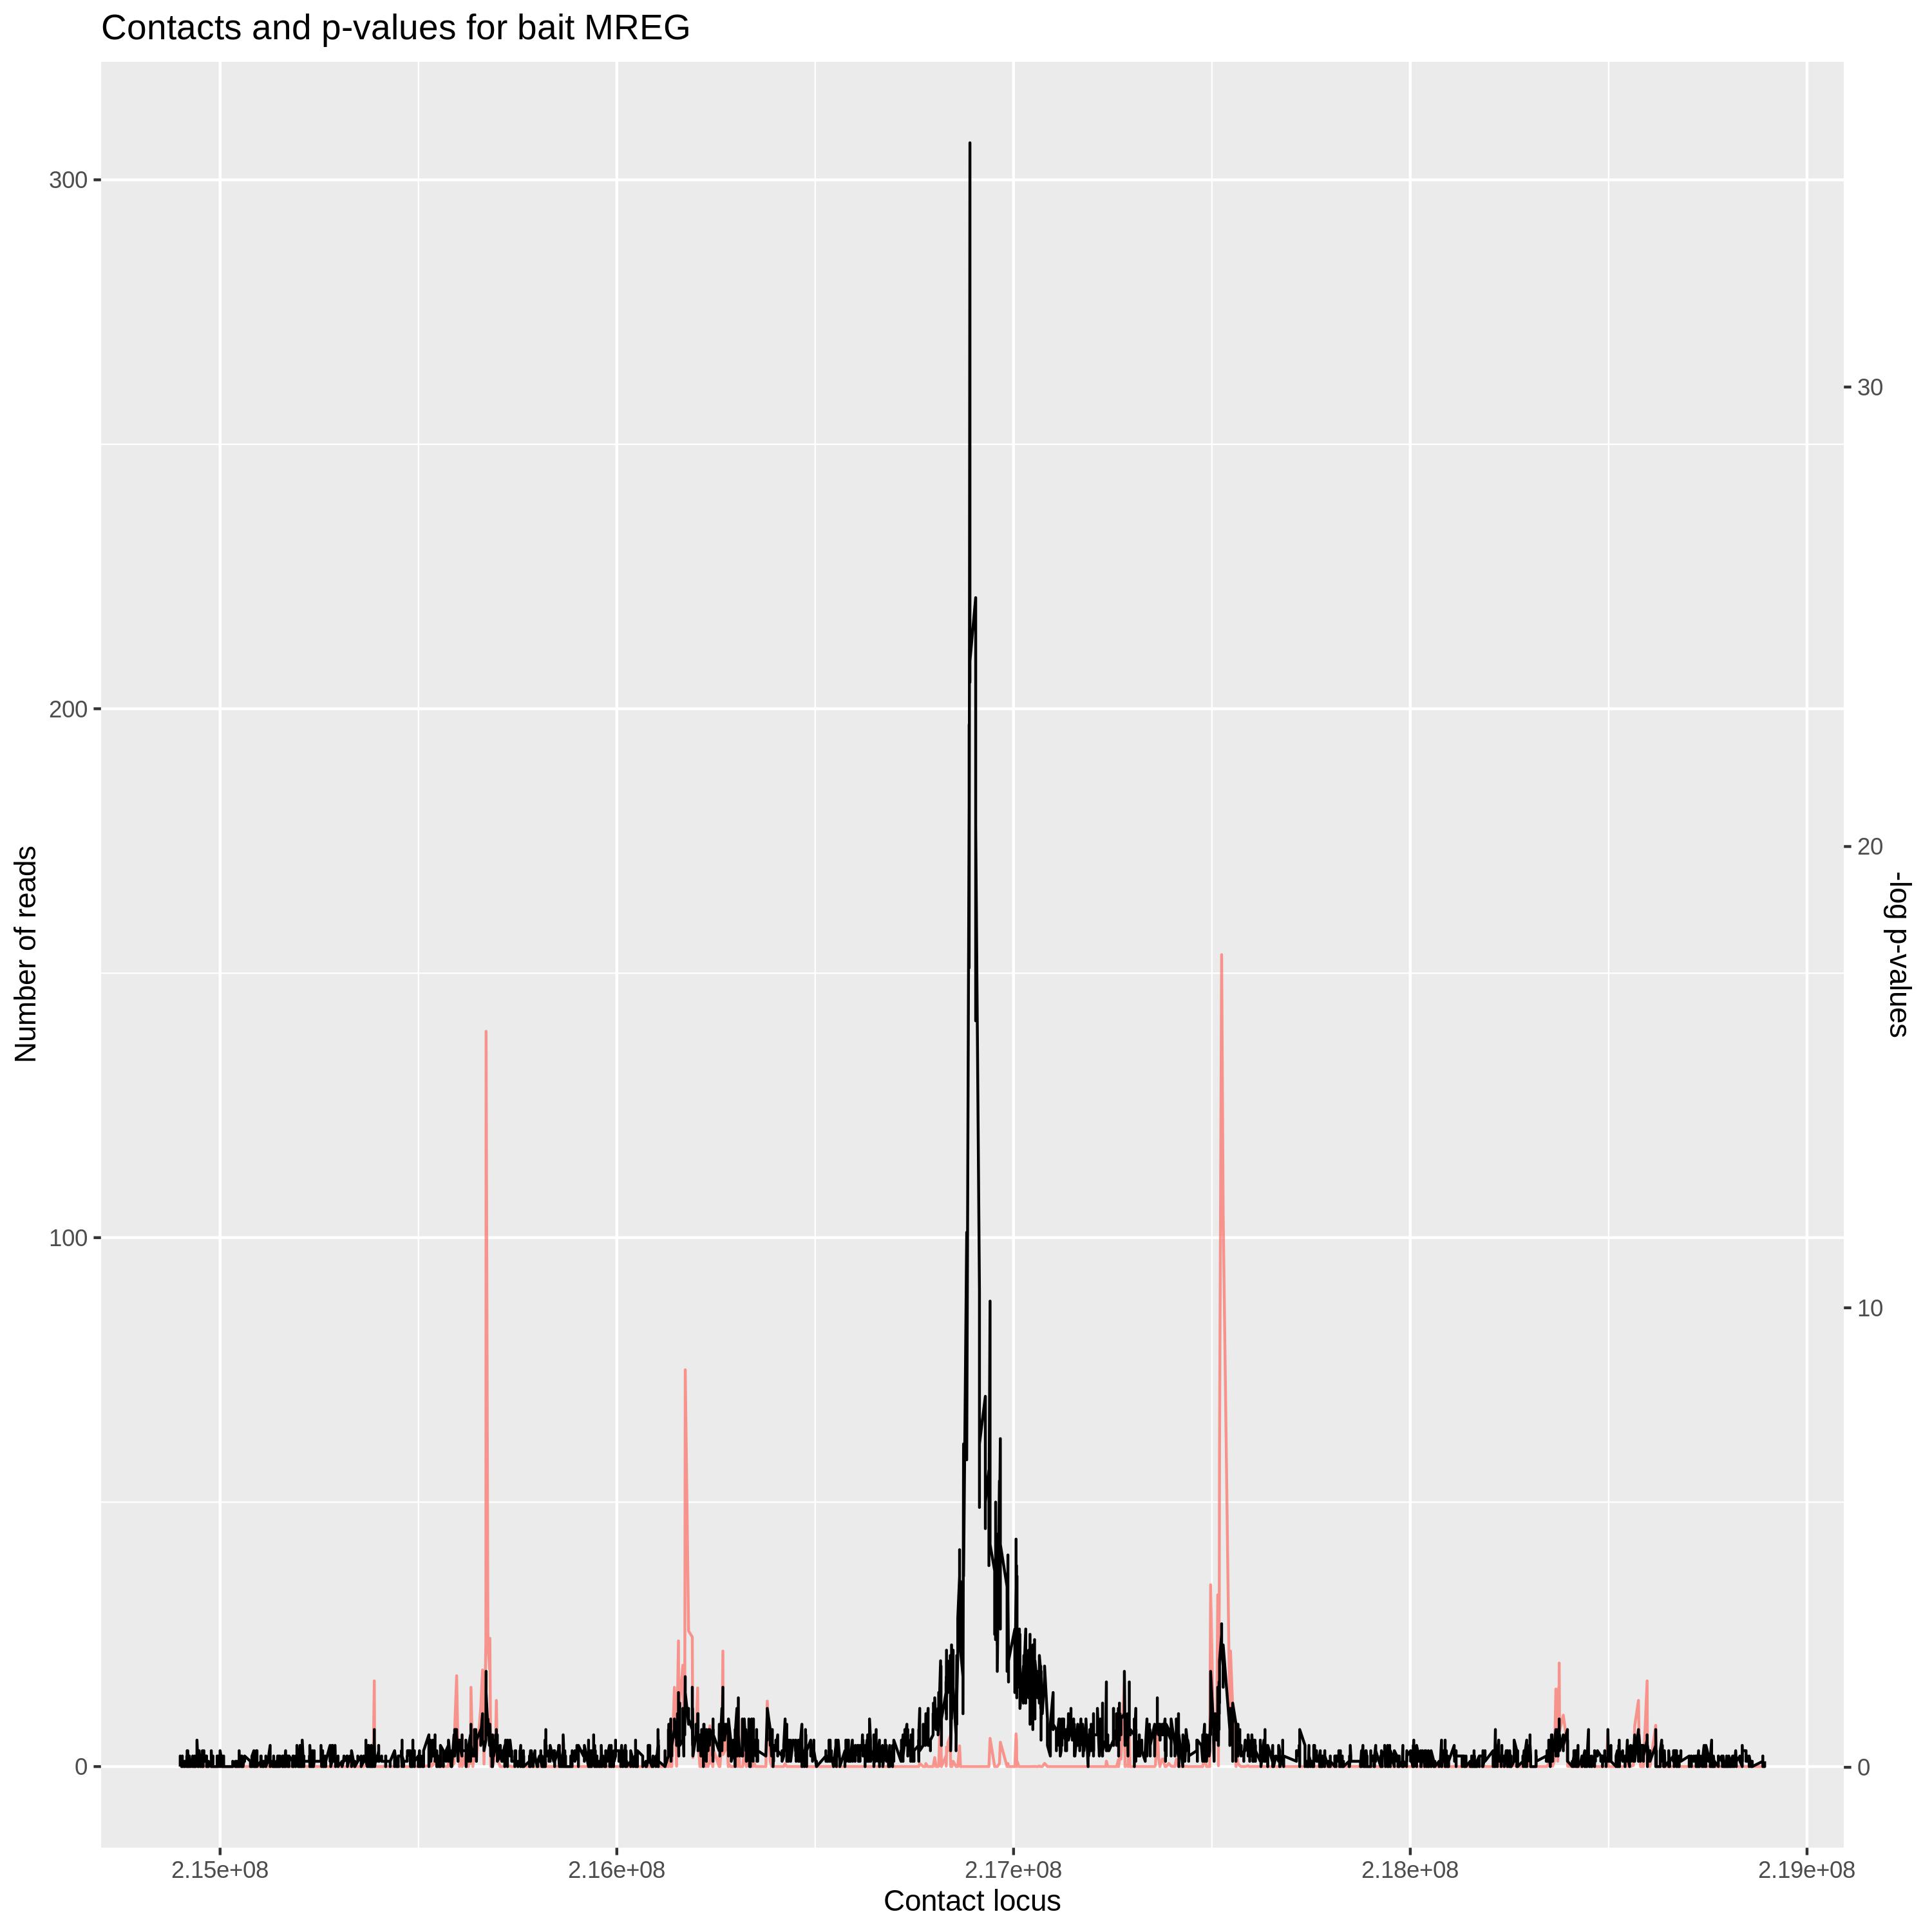 Contacts and p-values for bait MREG
300
200
100
0
Number of reads
30
20
10
0
-log p-values
2.15e+08 2.16e+08 2.17e+08 2.18e+08 2.19e+08
Contact locus